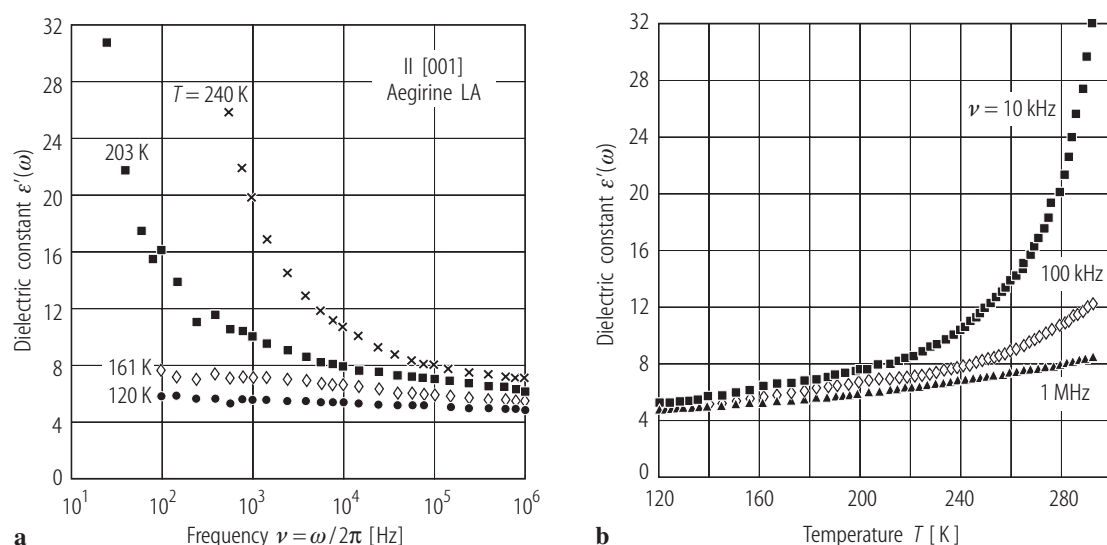 32
28
24
20
16
12
8
4
0
Dielectric constant ε′(ω)
T = 240 K
203 K
161 K
120 K
II [001]
Aegirine LA
10¹ 10² 10³ 10⁴ 10⁵ 10⁶
a Frequency ν = ω/2π [Hz]
32
28
24
20
16
12
8
4
0
Dielectric constant ε′(ω)
ν = 10 kHz
100 kHz
1 MHz
120 160 200 240 280
b Temperature T [K]